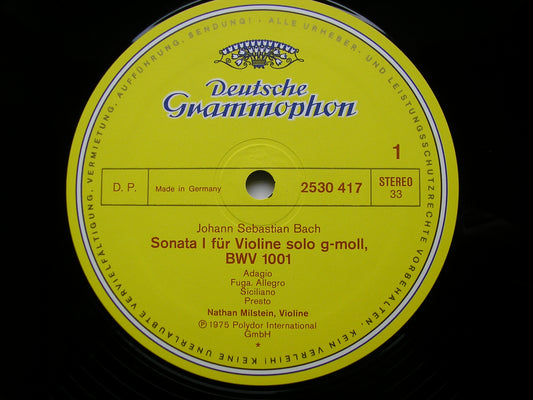 Deutsche
Grammophon
1
D. P.
Made in Germany
2530 417
STEREO
33
Johann Sebastian Bach
Sonata I für Violine solo g-moll,
BWV 1001
Adagio
Fuga. Allegro
Siciliano
Presto
Nathan Milstein, Violine
Ⓟ 1975 Polydor International
GmbH
*
ALLE URHEBER- UND LEISTUNGSSCHUTZRECHTE VORBEHALTEN. KEIN VERLEIH! KEINE UNERLAUBTE VERVIELFÄLTIGUNG, VERMIETUNG, AUFFÜHRUNG, SENDUNG! ·